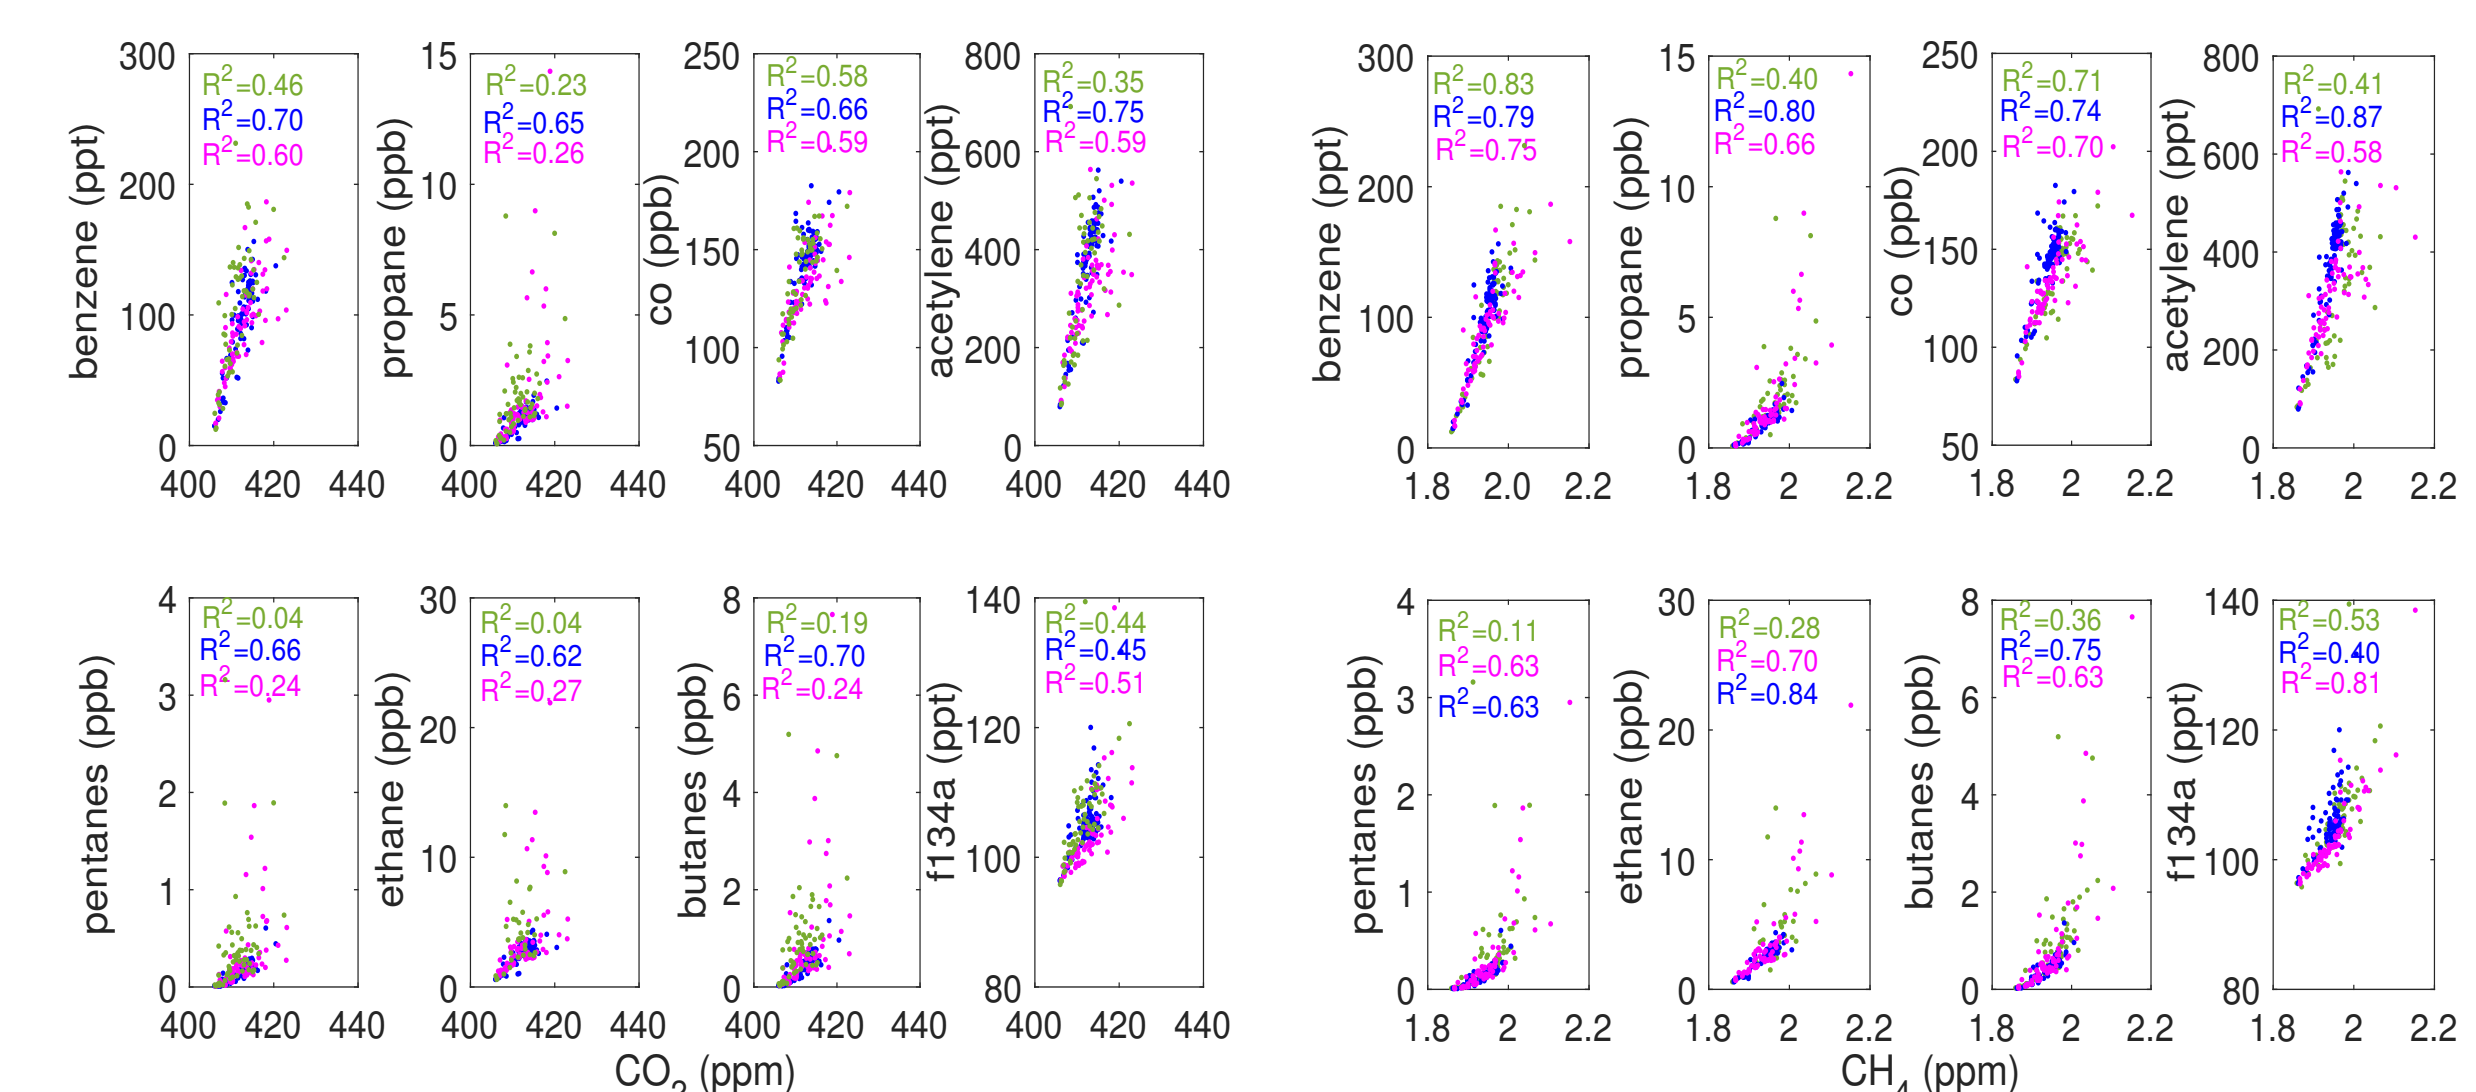 benzene (ppt)
300
200
100
0
R²=0.46
R²=0.70
R²=0.60
400 420 440
propane (ppb)
15
10
5
0
R²=0.23
R²=0.65
R²=0.26
400 420 440
co (ppb)
250
200
150
100
50
R²=0.58
R²=0.66
R²=0.59
400 420 440
acetylene (ppt)
800
600
400
200
0
R²=0.35
R²=0.75
R²=0.59
400 420 440
benzene (ppt)
300
200
100
0
R²=0.83
R²=0.79
R²=0.75
1.8 2.0 2.2
propane (ppb)
15
10
5
0
R²=0.40
R²=0.80
R²=0.66
1.8 2 2.2
co (ppb)
250
200
150
100
50
R²=0.71
R²=0.74
R²=0.70
1.8 2 2.2
acetylene (ppt)
800
600
400
200
0
R²=0.41
R²=0.87
R²=0.58
1.8 2 2.2
pentanes (ppb)
4
3
2
1
0
R²=0.04
R²=0.66
R²=0.24
400 420 440
ethane (ppb)
30
20
10
0
R²=0.04
R²=0.62
R²=0.27
400 420 440
butanes (ppb)
8
6
4
2
0
R²=0.19
R²=0.70
R²=0.24
400 420 440
f134a (ppt)
140
120
100
80
R²=0.44
R²=0.45
R²=0.51
400 420 440
CO₂ (ppm)
pentanes (ppb)
4
3
2
1
0
R²=0.11
R²=0.63
R²=0.63
1.8 2 2.2
ethane (ppb)
30
20
10
0
R²=0.28
R²=0.70
R²=0.84
1.8 2 2.2
butanes (ppb)
8
6
4
2
0
R²=0.36
R²=0.75
R²=0.63
1.8 2 2.2
f134a (ppt)
140
120
100
80
R²=0.53
R²=0.40
R²=0.81
1.8 2 2.2
CH₄ (ppm)